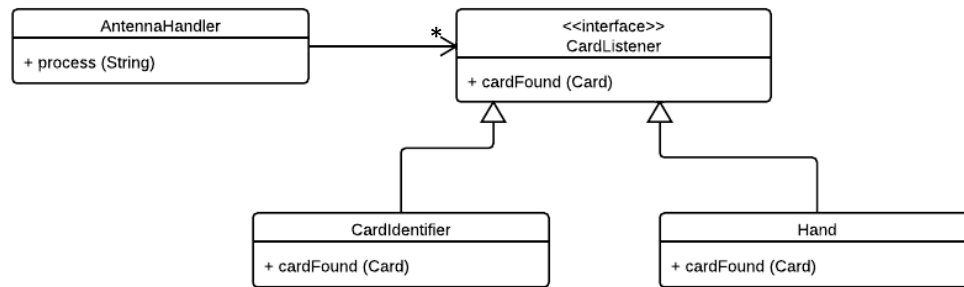 AntennaHandler
+ process (String)
*
<<interface>>
CardListener
+ cardFound (Card)
CardIdentifier
+ cardFound (Card)
Hand
+ cardFound (Card)